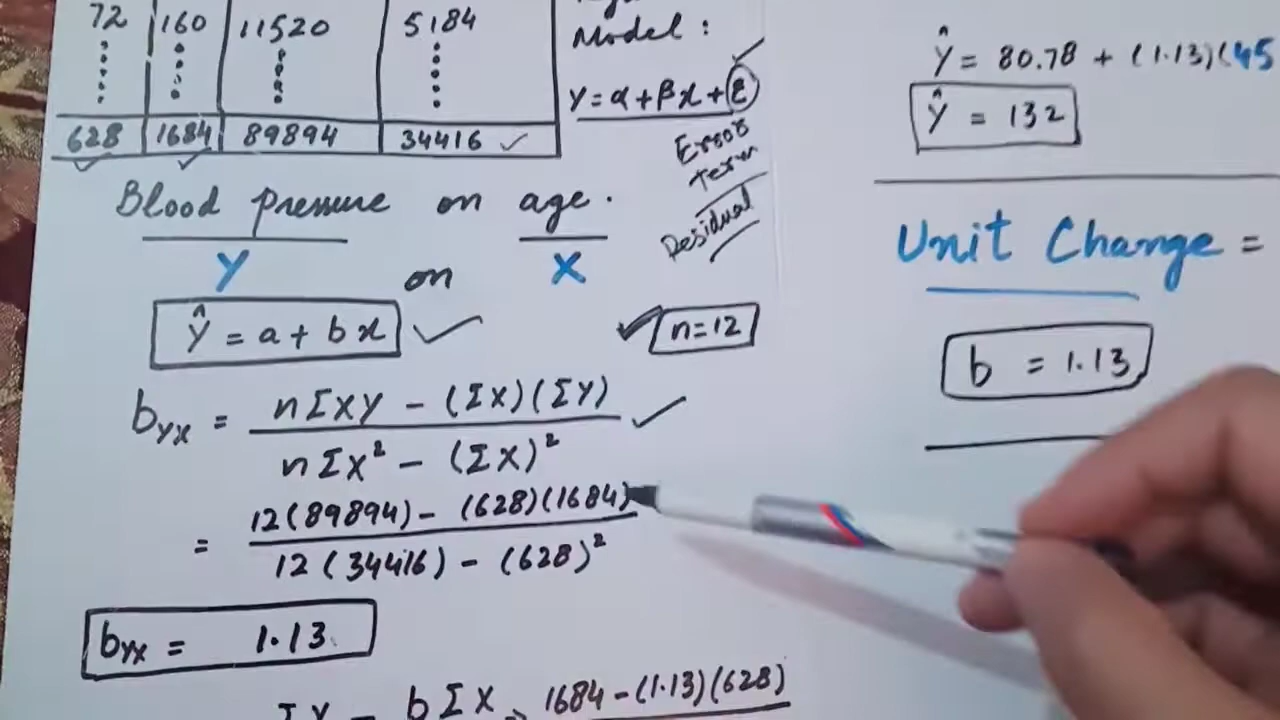 72 160 11520 5184
628 1684 89894 34416 ✓
Model :
Y = α + βx + ε
Error
term
Residual
Blood pressure on age.
Y on X
Ŷ = a + bx
n=12
bYX = nΣXY - (ΣX)(ΣY)
nΣX² - (ΣX)²
= 12(89894) - (628)(1684)
12(34416) - (628)²
bYX = 1.13
ΣY - bΣX 1684 - (1.13)(628)
Ŷ = 80.78 + (1.13)(45
Ŷ = 132
Unit Change =
b = 1.13